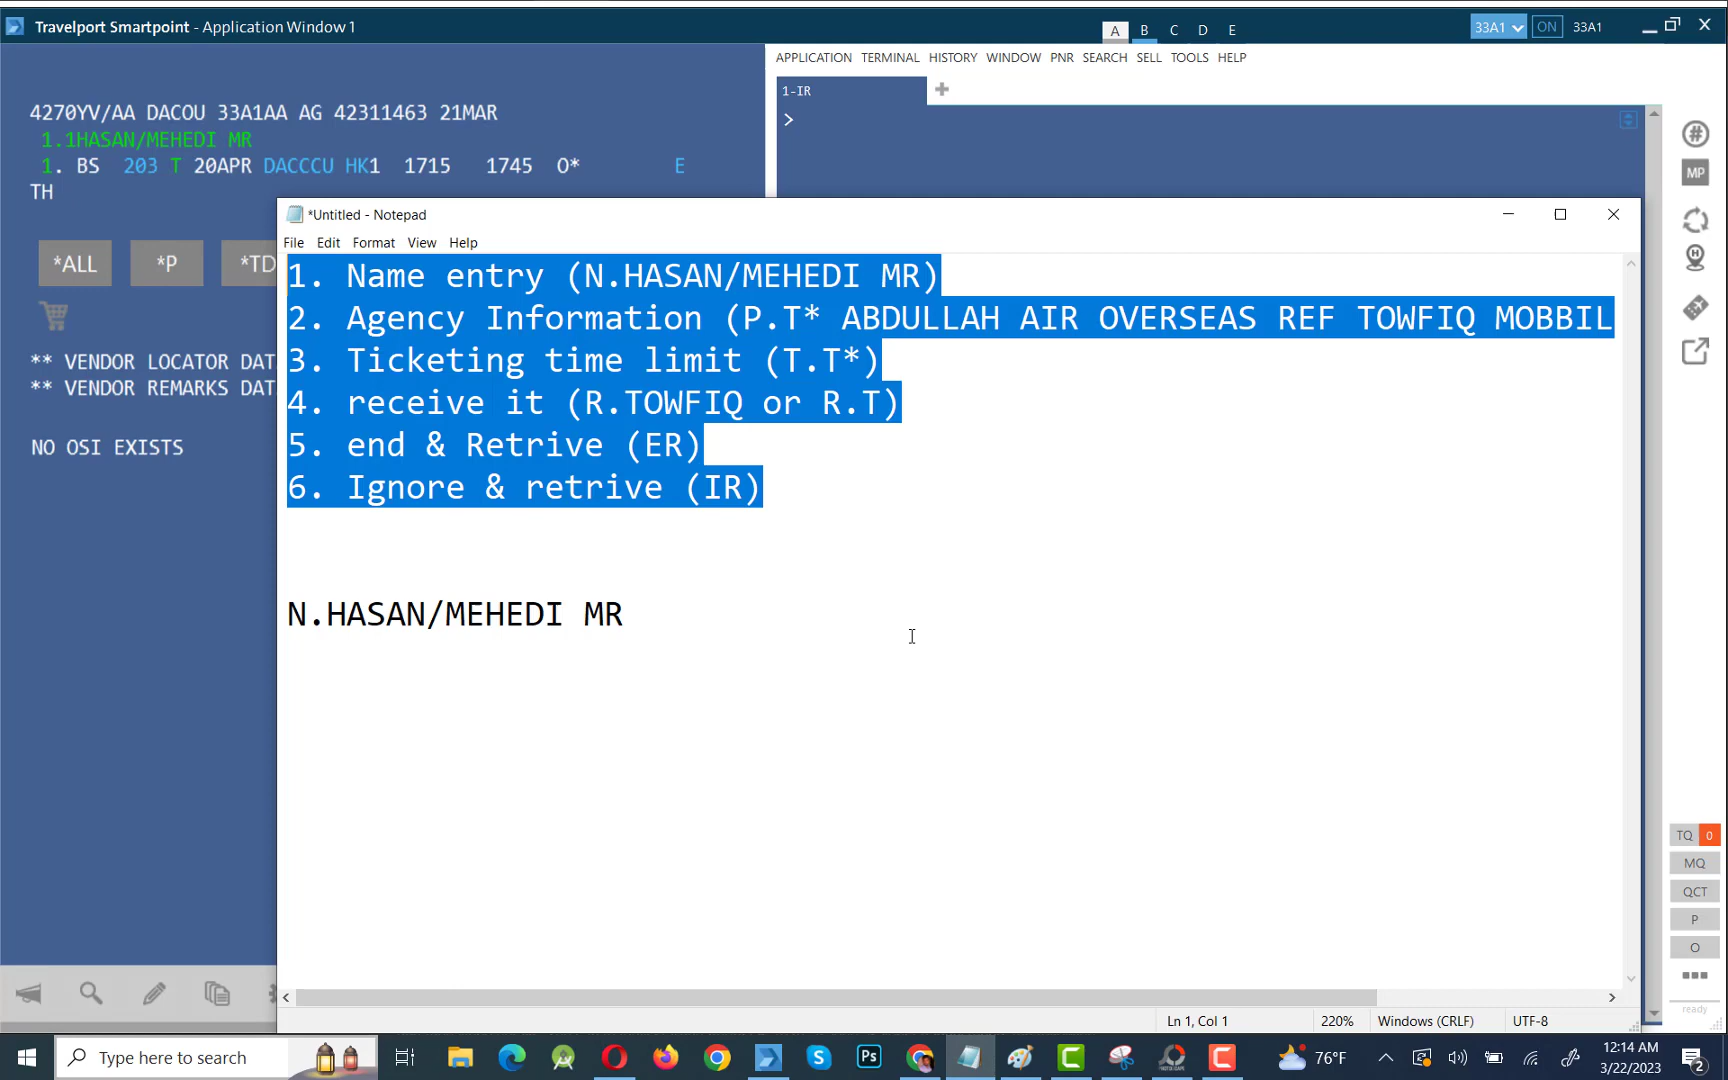 Travelport Smartpoint - Application Window 1
A B C D E
33A1 ON 33A1
APPLICATION TERMINAL HISTORY WINDOW PNR SEARCH SELL TOOLS HELP
1-IR
>
4270YV/AA DACOU 33A1AA AG 42311463 21MAR
1.1HASAN/MEHEDI MR
1. BS 203 T 20APR DACCCU HK1 1715 1745 O* E
TH
*ALL *P *TD
** VENDOR LOCATOR DAT
** VENDOR REMARKS DAT
NO OSI EXISTS
*Untitled - Notepad
File Edit Format View Help
1. Name entry (N.HASAN/MEHEDI MR)
2. Agency Information (P.T* ABDULLAH AIR OVERSEAS REF TOWFIQ MOBBIL
3. Ticketing time limit (T.T*)
4. receive it (R.TOWFIQ or R.T)
5. end & Retrive (ER)
6. Ignore & retrive (IR)
N.HASAN/MEHEDI MR
Ln 1, Col 1 220% Windows (CRLF) UTF-8
MP
H
TQ 0
MQ
QCT
P
O
ready
Type here to search
Ps
76°F
12:14 AM
3/22/2023
2